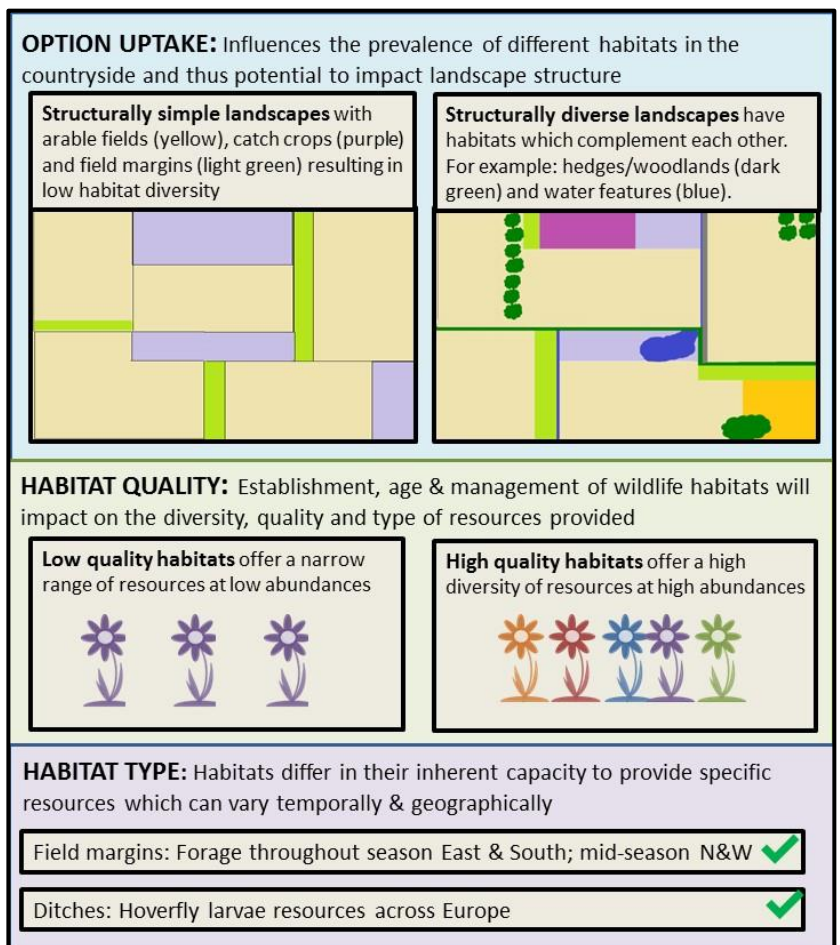 OPTION UPTAKE: Influences the prevalence of different habitats in the
countryside and thus potential to impact landscape structure
Structurally simple landscapes with
arable fields (yellow), catch crops (purple)
and field margins (light green) resulting in
low habitat diversity
Structurally diverse landscapes have
habitats which complement each other.
For example: hedges/woodlands (dark
green) and water features (blue).
HABITAT QUALITY: Establishment, age & management of wildlife habitats will
impact on the diversity, quality and type of resources provided
Low quality habitats offer a narrow
range of resources at low abundances
High quality habitats offer a high
diversity of resources at high abundances
HABITAT TYPE: Habitats differ in their inherent capacity to provide specific
resources which can vary temporally & geographically
Field margins: Forage throughout season East & South; mid-season N&W
Ditches: Hoverfly larvae resources across Europe